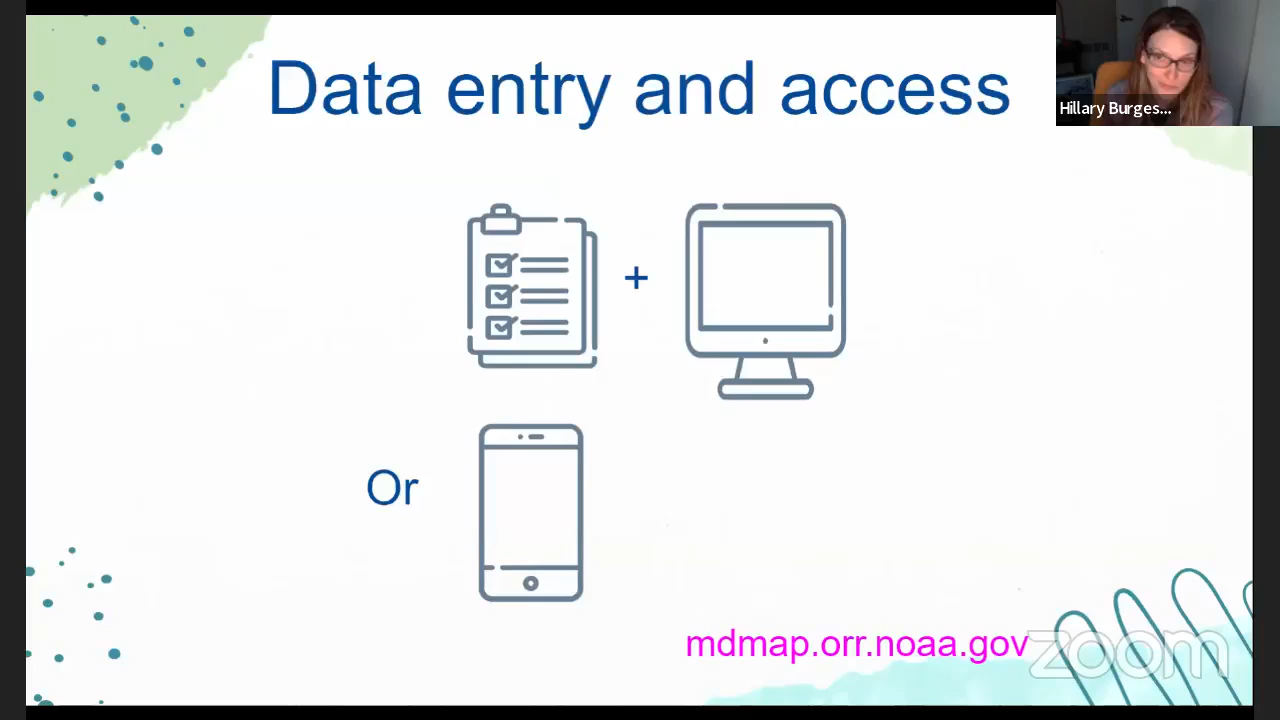 Data entry and access
Hillary Burges...
+
Or
mdmap.orr.noaa.gov
zoom